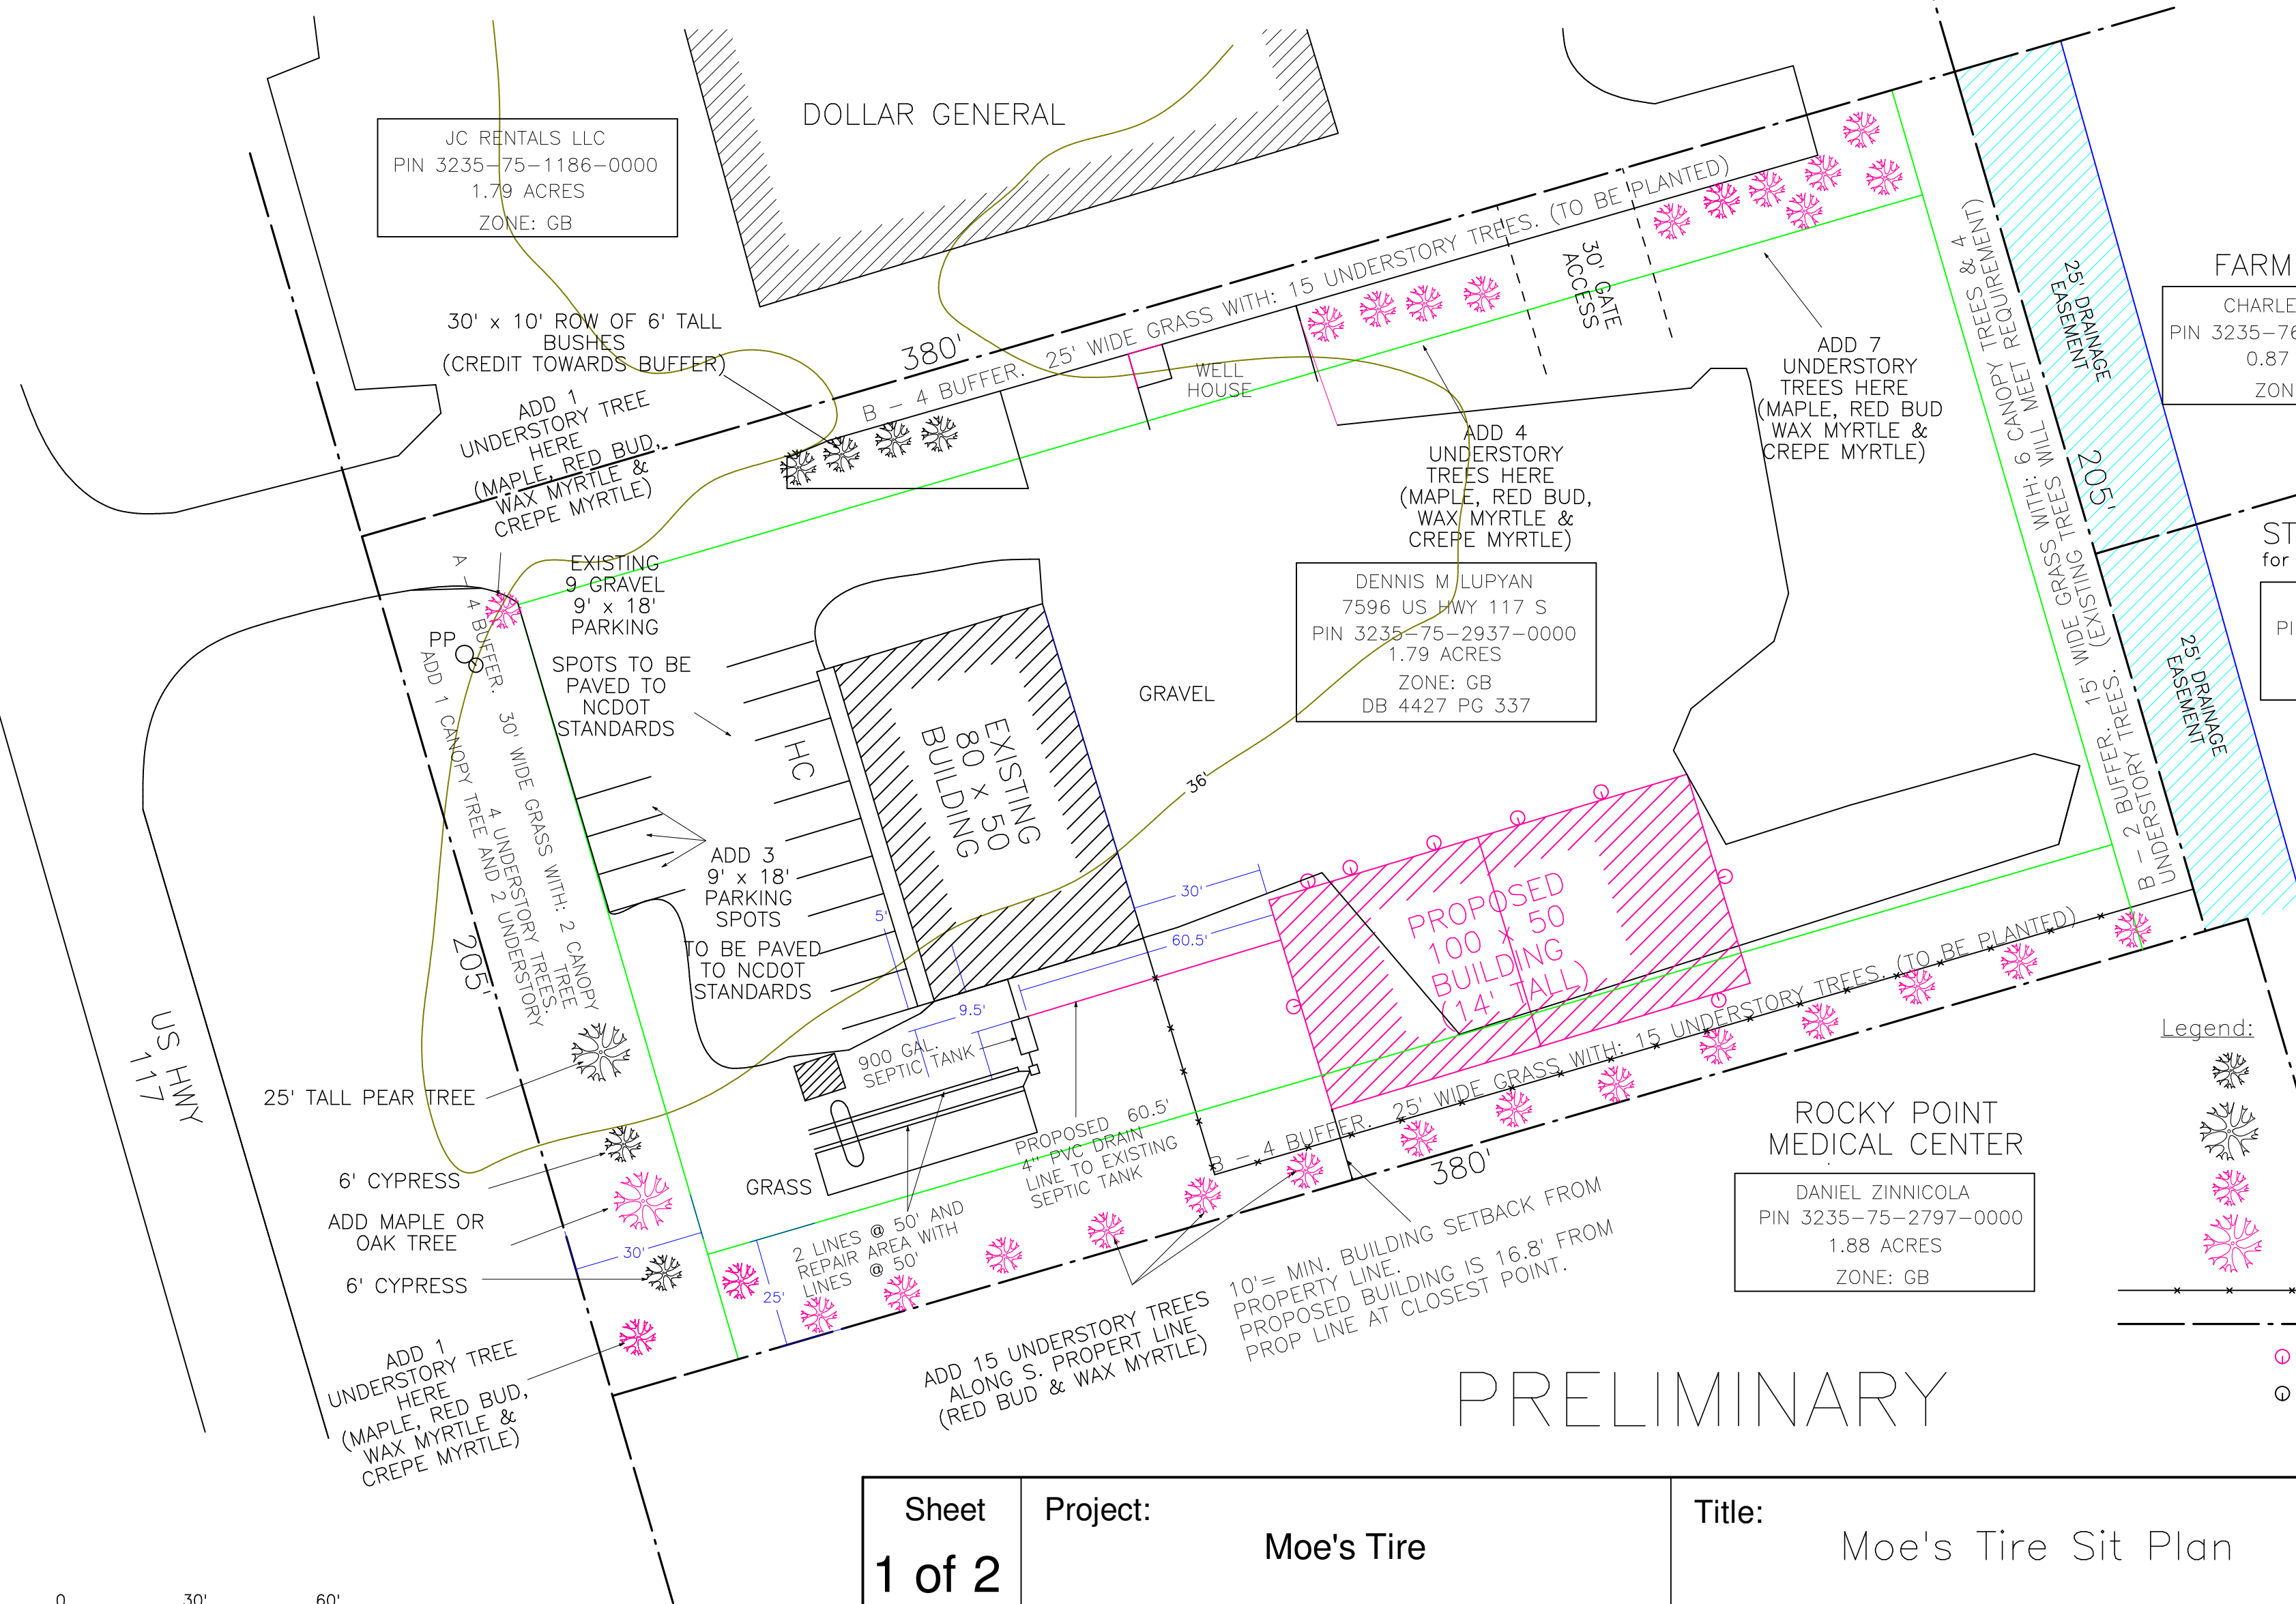 DOLLAR GENERAL
JC RENTALS LLC
PIN 3235-75-1186-0000
1.79 ACRES
ZONE: GB
30' x 10' ROW OF 6' TALL
BUSHES
(CREDIT TOWARDS BUFFER)
380'
B - 4 BUFFER. 25' WIDE GRASS WITH: 15 UNDERSTORY TREES. (TO BE PLANTED)
WELL
HOUSE
30' GATE
ACCESS
ADD 1
UNDERSTORY TREE
HERE
(MAPLE, RED BUD,
WAX MYRTLE &
CREPE MYRTLE)
ADD 4
UNDERSTORY
TREES HERE
(MAPLE, RED BUD,
WAX MYRTLE &
CREPE MYRTLE)
ADD 7
UNDERSTORY
TREES HERE
(MAPLE, RED BUD
WAX MYRTLE &
CREPE MYRTLE)
B - 2 BUFFER. 15' WIDE GRASS WITH: 6 CANOPY TREES & 4
UNDERSTORY TREES. (EXISTING TREES WILL MEET REQUIREMENT)
205'
25' DRAINAGE
EASEMENT
25' DRAINAGE
EASEMENT
FARM
CHARLE
PIN 3235-76
0.87
ZON
ST
for
PI
EXISTING
9 GRAVEL
9' x 18'
PARKING
SPOTS TO BE
PAVED TO
NCDOT
STANDARDS
PP
A - 4 BUFFER. 30' WIDE GRASS WITH: 2 CANOPY
TREE
4 UNDERSTORY TREES.
ADD 1 CANOPY TREE AND 2 UNDERSTORY
205'
HC
EXISTING
80 x 50
BUILDING
GRAVEL
36'
DENNIS M LUPYAN
7596 US HWY 117 S
PIN 3235-75-2937-0000
1.79 ACRES
ZONE: GB
DB 4427 PG 337
ADD 3
9' x 18'
PARKING
SPOTS
TO BE PAVED
TO NCDOT
STANDARDS
5'
30'
60.5'
9.5'
PROPOSED
100 x 50
BUILDING
(14' TALL)
900 GAL.
SEPTIC TANK
US HWY
117
25' TALL PEAR TREE
6' CYPRESS
ADD MAPLE OR
OAK TREE
6' CYPRESS
30'
25'
GRASS
2 LINES @ 50' AND
REPAIR AREA WITH
LINES @ 50'
PROPOSED 60.5'
4" PVC DRAIN
LINE TO EXISTING
SEPTIC TANK
B - 4 BUFFER. 25' WIDE GRASS WITH: 15 UNDERSTORY TREES. (TO BE PLANTED)
380'
ADD 1
UNDERSTORY TREE
HERE
(MAPLE, RED BUD,
WAX MYRTLE &
CREPE MYRTLE)
ADD 15 UNDERSTORY TREES
ALONG S. PROPERT LINE
(RED BUD & WAX MYRTLE)
10'= MIN. BUILDING SETBACK FROM
PROPERTY LINE.
PROPOSED BUILDING IS 16.8' FROM
PROP LINE AT CLOSEST POINT.
ROCKY POINT
MEDICAL CENTER
DANIEL ZINNICOLA
PIN 3235-75-2797-0000
1.88 ACRES
ZONE: GB
Legend:
PRELIMINARY
Sheet
1 of 2
Project:
Moe's Tire
Title:
Moe's Tire Sit Plan
0 30' 60'